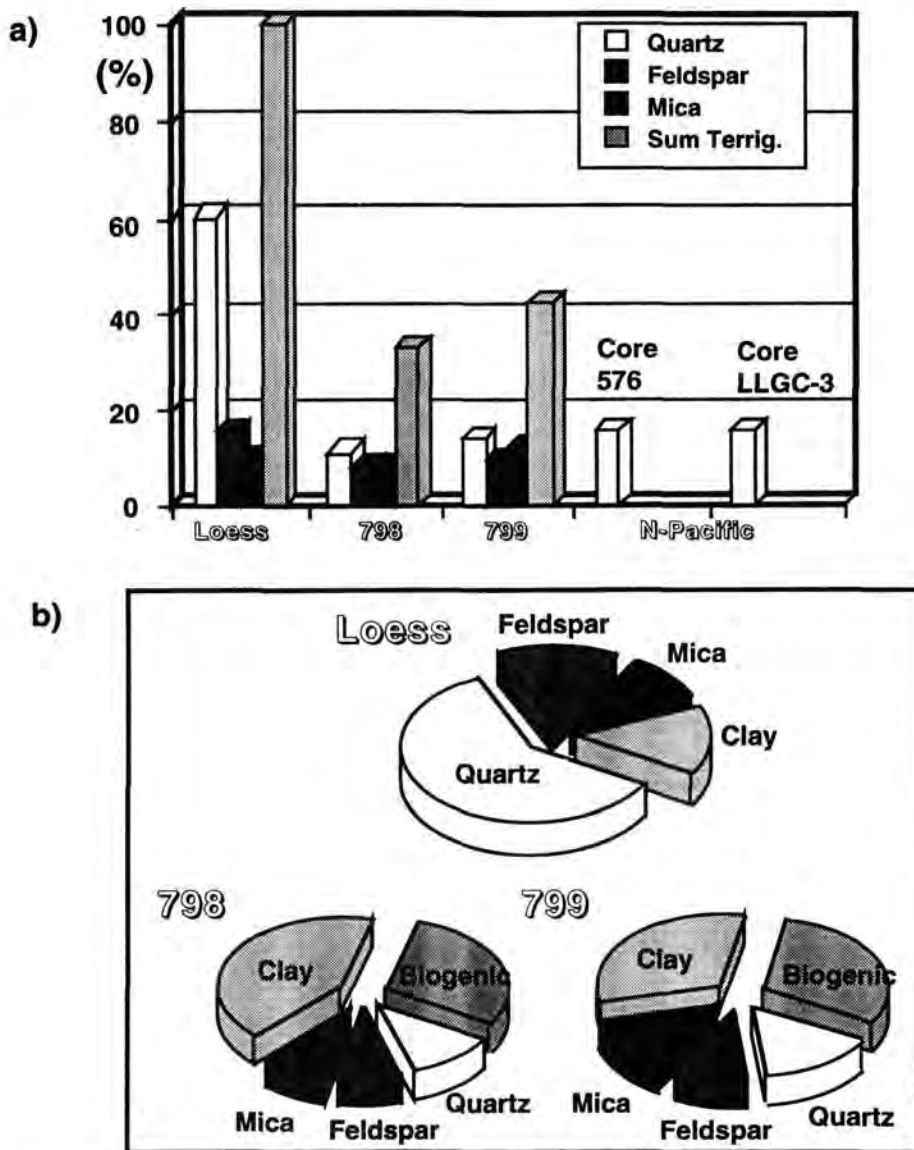 a)
100
(%)
80
60
40
20
0
Quartz
Feldspar
Mica
Sum Terrig.
Core
576
Core
LLGC-3
Loess
798
799
N-Pacific
b)
Loess
Feldspar
Mica
Clay
Quartz
798
Clay
Biogenic
Mica
Feldspar
Quartz
799
Clay
Biogenic
Mica
Feldspar
Quartz